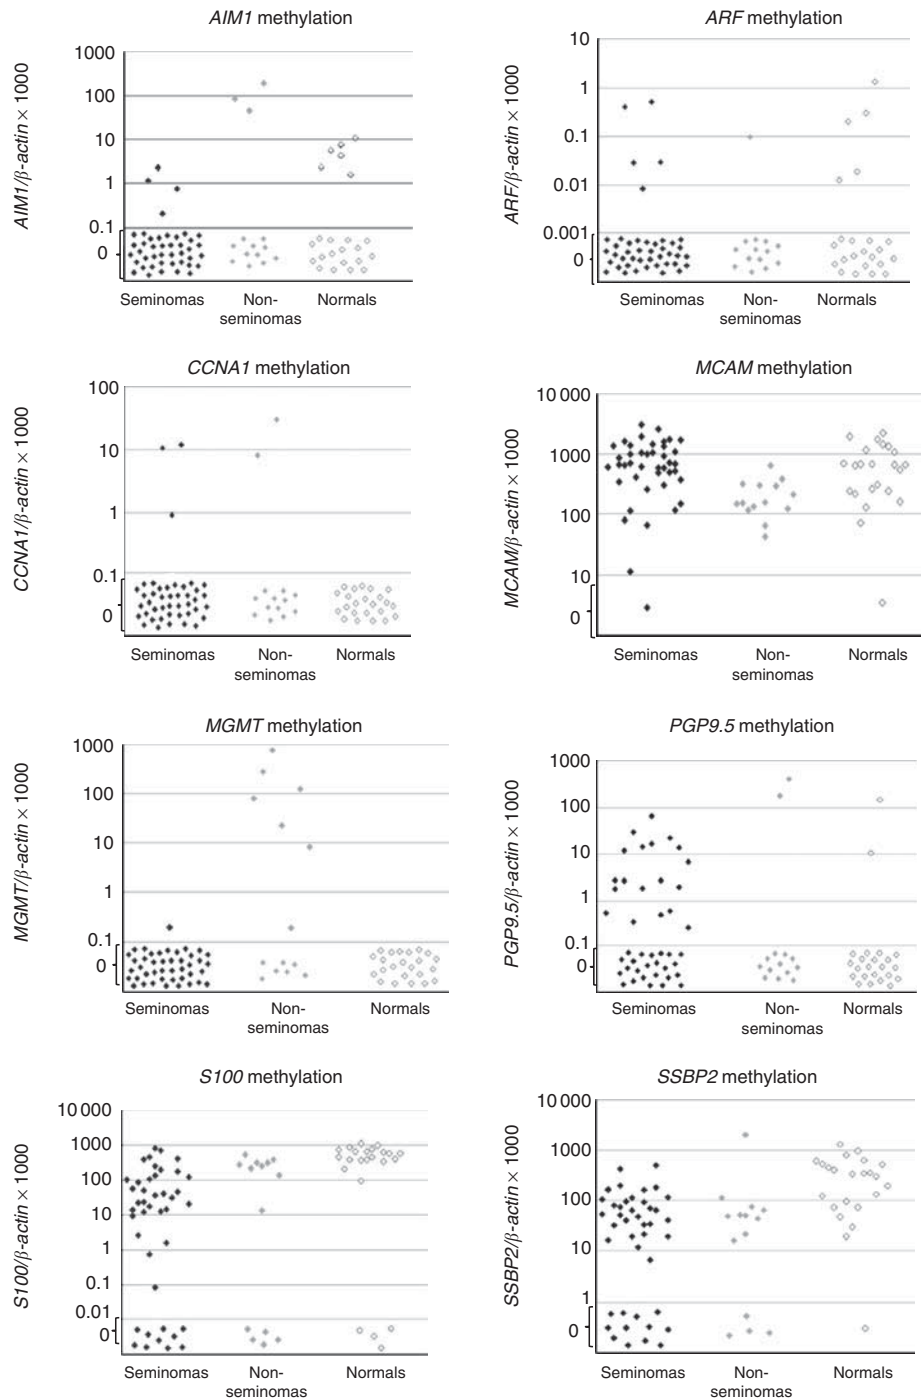 AIM1 methylation
AIM1/β-actin × 1000
1000
100
10
1
0.1
0
Seminomas
Non-
seminomas
Normals
ARF methylation
ARF/β-actin × 1000
10
1
0.1
0.01
0.001
0
Seminomas
Non-
seminomas
Normals
CCNA1 methylation
CCNA1/β-actin × 1000
100
10
1
0.1
0
Seminomas
Non-
seminomas
Normals
MCAM methylation
MCAM/β-actin × 1000
10 000
1000
100
10
0
Seminomas
Non-
seminomas
Normals
MGMT methylation
MGMT/β-actin × 1000
1000
100
10
1
0.1
0
Seminomas
Non-
seminomas
Normals
PGP9.5 methylation
PGP9.5/β-actin × 1000
1000
100
10
1
0.1
0
Seminomas
Non-
seminomas
Normals
S100 methylation
S100/β-actin × 1000
10 000
1000
100
10
1
0.1
0.01
0
Seminomas
Non-
seminomas
Normals
SSBP2 methylation
SSBP2/β-actin × 1000
10 000
1000
100
10
1
0
Seminomas
Non-
seminomas
Normals